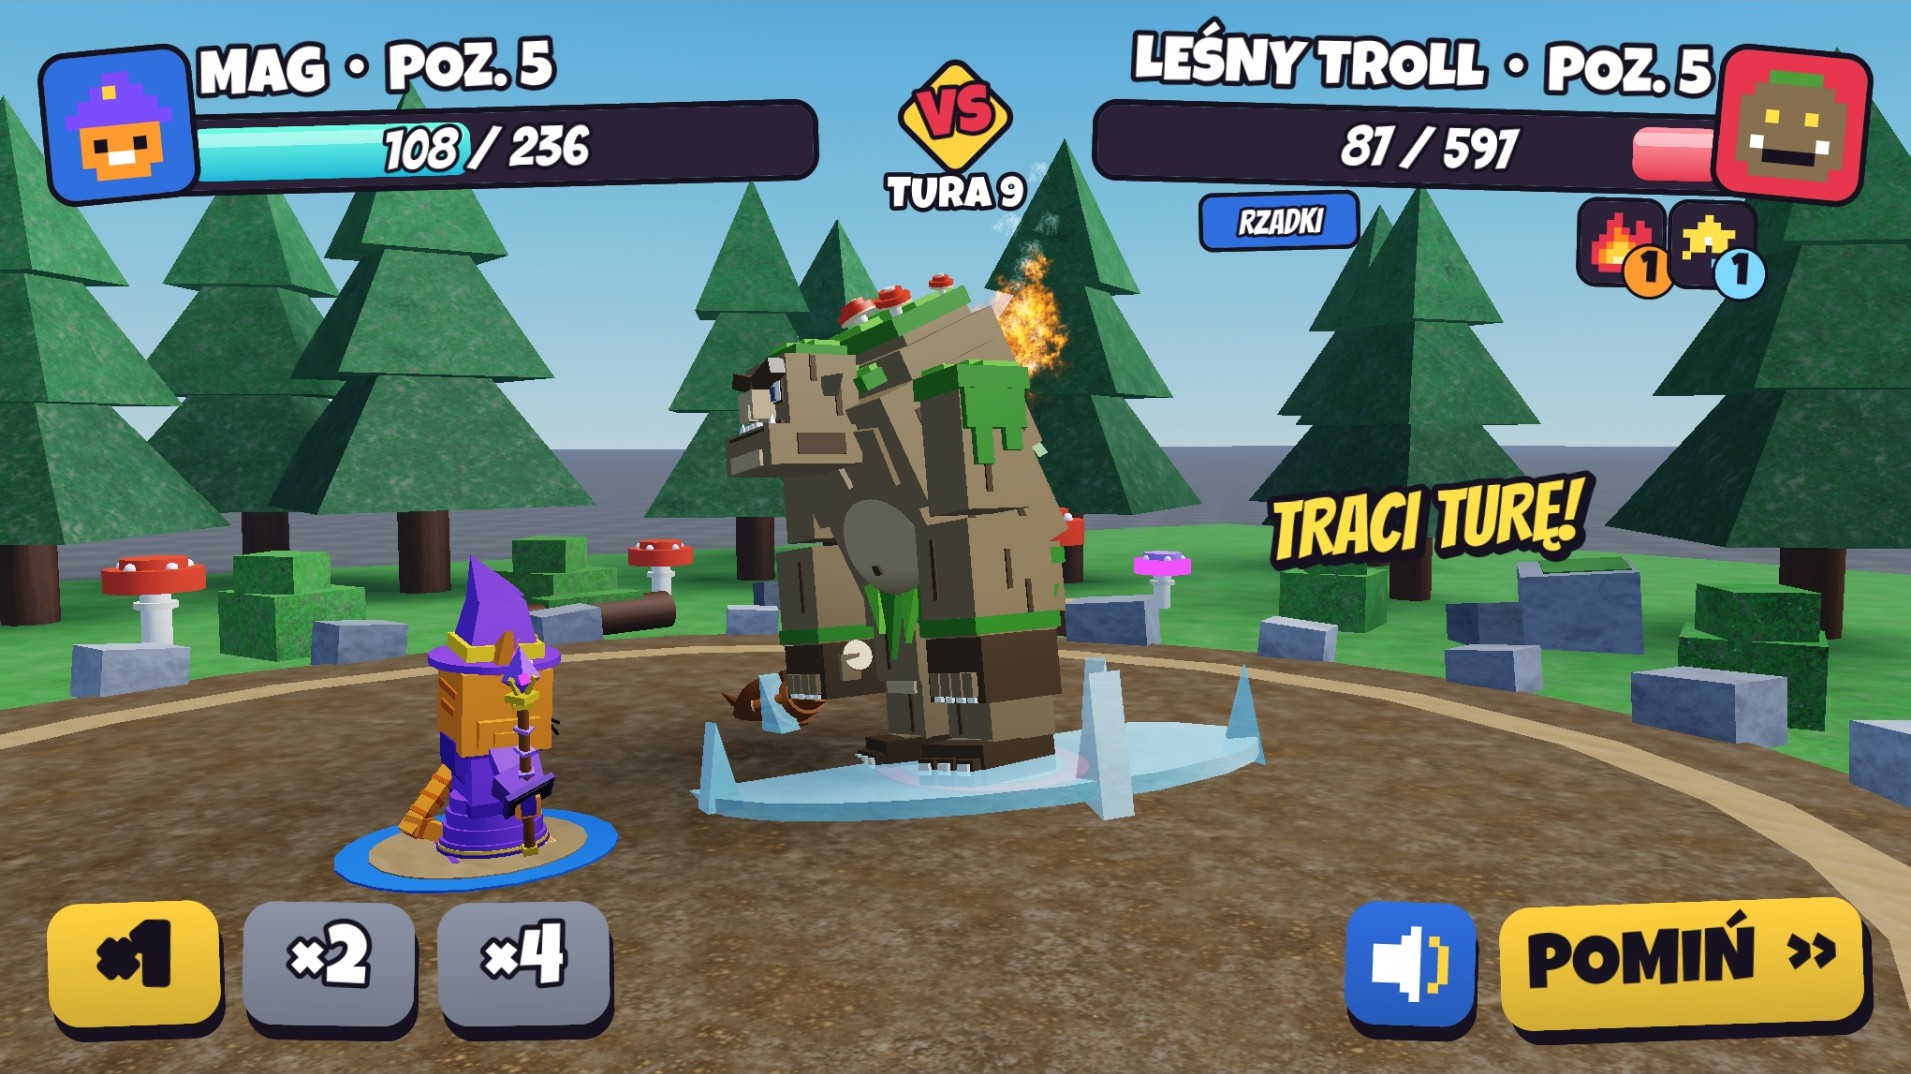 MAG • POZ. 5
108 / 236
VS
TURA 9
LEŚNY TROLL • POZ. 5
87 / 597
RZADKI
1
1
TRACI TURĘ!
×1
×2
×4
POMIŃ »